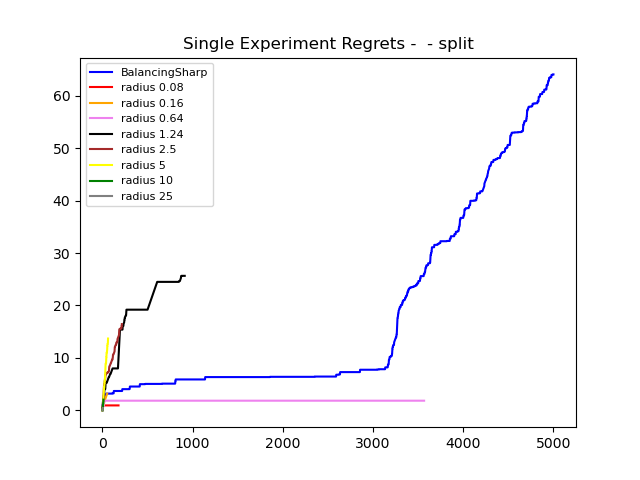 Single Experiment Regrets -  - split
BalancingSharp
radius 0.08
radius 0.16
radius 0.64
radius 1.24
radius 2.5
radius 5
radius 10
radius 25
60
50
40
30
20
10
0
0 1000 2000 3000 4000 5000